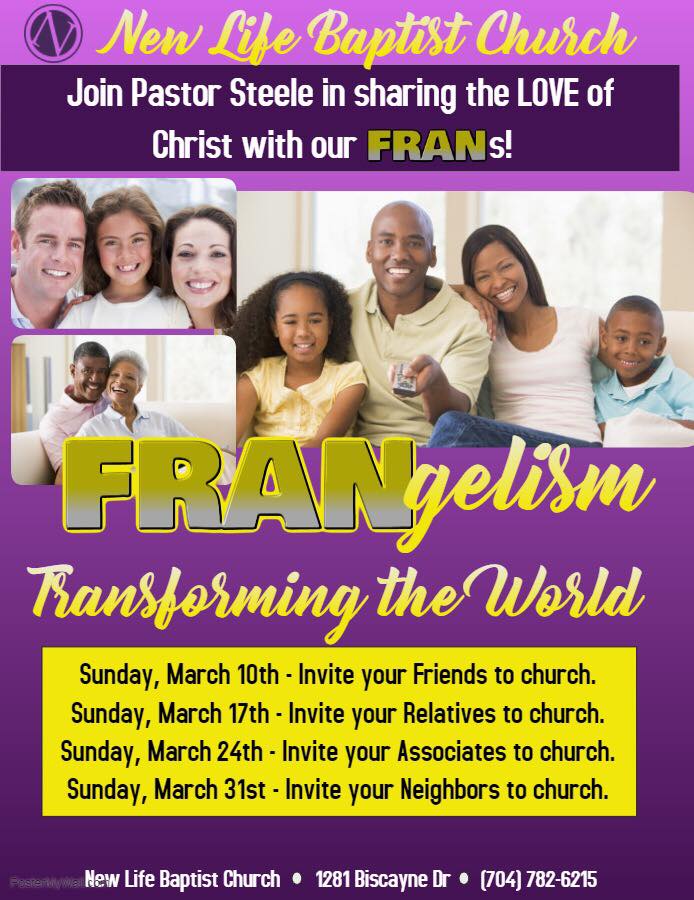 N
New Life Baptist Church
Join Pastor Steele in sharing the LOVE of
Christ with our FRANs!
FRANgelism
Transforming the World
Sunday, March 10th - Invite your Friends to church.
Sunday, March 17th - Invite your Relatives to church.
Sunday, March 24th - Invite your Associates to church.
Sunday, March 31st - Invite your Neighbors to church.
PosterMyWall.com
New Life Baptist Church • 1281 Biscayne Dr • (704) 782-6215